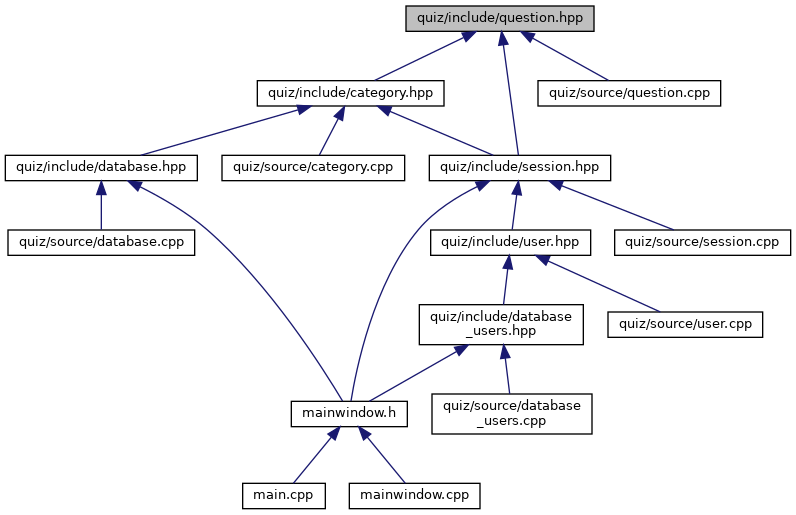 quiz/include/question.hpp
quiz/include/category.hpp
quiz/source/question.cpp
quiz/include/database.hpp
quiz/source/category.cpp
quiz/include/session.hpp
quiz/source/database.cpp
quiz/include/user.hpp
quiz/source/session.cpp
quiz/include/database
_users.hpp
quiz/source/user.cpp
mainwindow.h
quiz/source/database
_users.cpp
main.cpp
mainwindow.cpp